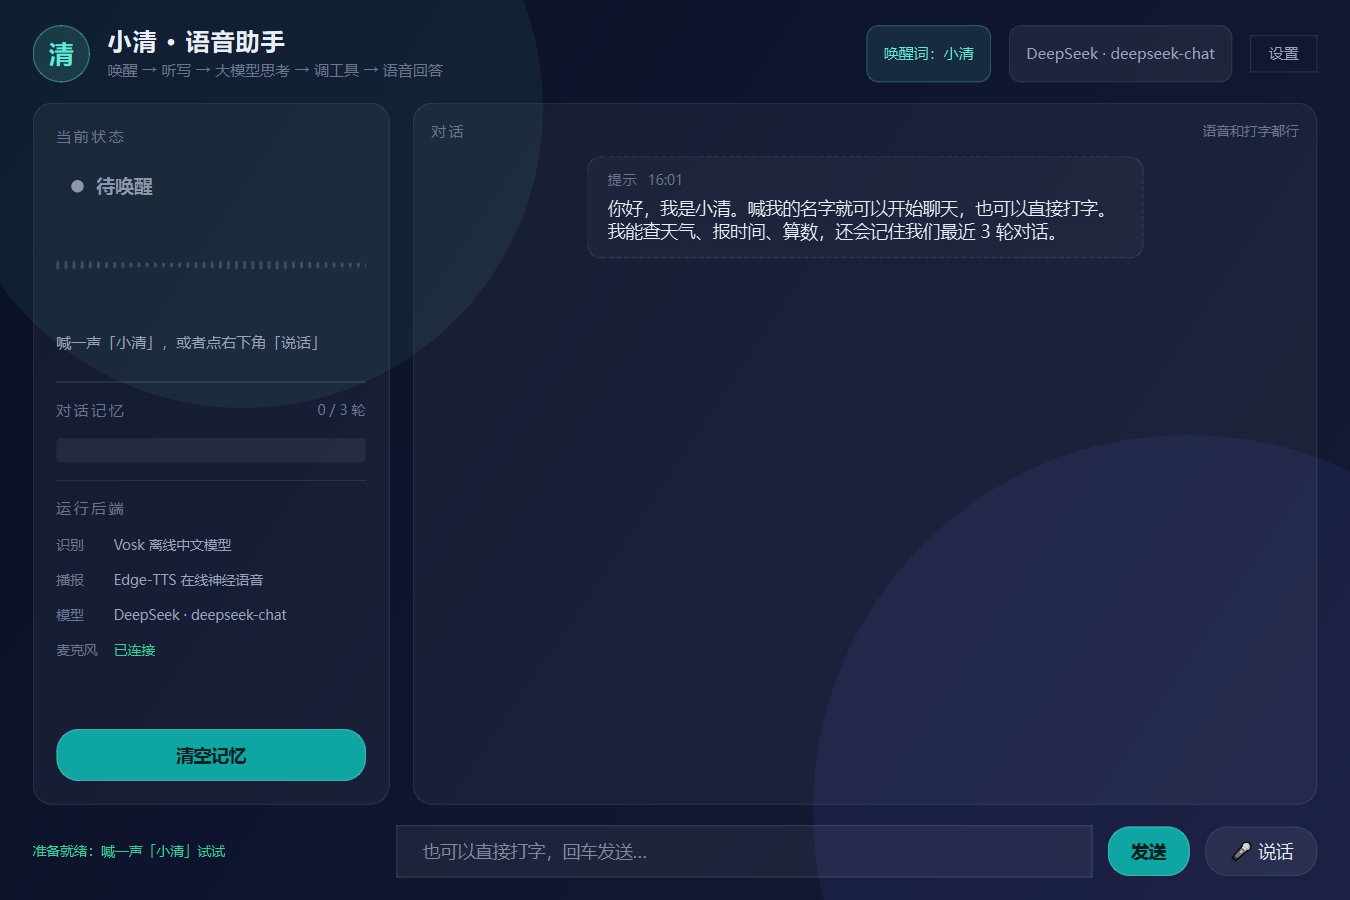 清
小清·语音助手
唤醒 → 听写 → 大模型思考 → 调工具 → 语音回答
唤醒词：小清
DeepSeek · deepseek-chat
设置
当前状态
待唤醒
喊一声「小清」，或者点右下角「说话」
对话记忆
0 / 3 轮
运行后端
识别 Vosk 离线中文模型
播报 Edge-TTS 在线神经语音
模型 DeepSeek · deepseek-chat
麦克风 已连接
清空记忆
对话
语音和打字都行
提示 16:01
你好，我是小清。喊我的名字就可以开始聊天，也可以直接打字。
我能查天气、报时间、算数，还会记住我们最近 3 轮对话。
准备就绪：喊一声「小清」试试
也可以直接打字，回车发送...
发送
🎤 说话